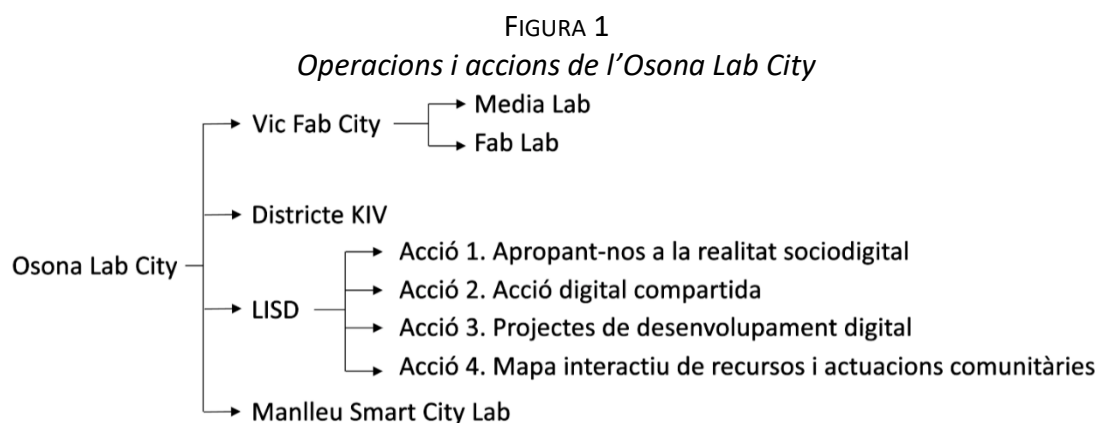 FIGURA 1
Operacions i accions de l'Osona Lab City
Media Lab
Vic Fab City
Fab Lab
Districte KIV
Acció 1. Apropant-nos a la realitat sociodigital
Osona Lab City
Acció 2. Acció digital compartida
LISD
Acció 3. Projectes de desenvolupament digital
Acció 4. Mapa interactiu de recursos i actuacions comunitàries
Manlleu Smart City Lab